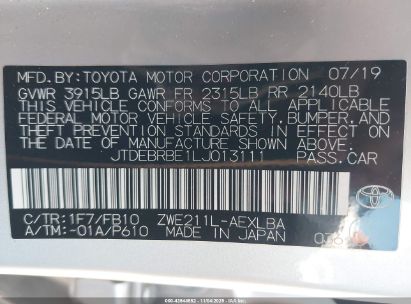 MFD.BY:TOYOTA MOTOR CORPORATION 07/19
GVWR 3915LB GAWR FR 2315LB RR 2140LB
THIS VEHICLE CONFORMS TO ALL APPLICABLE
FEDERAL MOTOR VEHICLE SAFETY, BUMPER, AND
THEFT PREVENTION STANDARDS IN EFFECT ON
THE DATE OF MANUFACTURE SHOWN ABOVE.
JTDEBRBE1LJ013111 PASS.CAR
C/TR:1F7/FB10 ZWE211L-AEXLBA
A/TM:-01A/P610 MADE IN JAPAN
TOYOTA